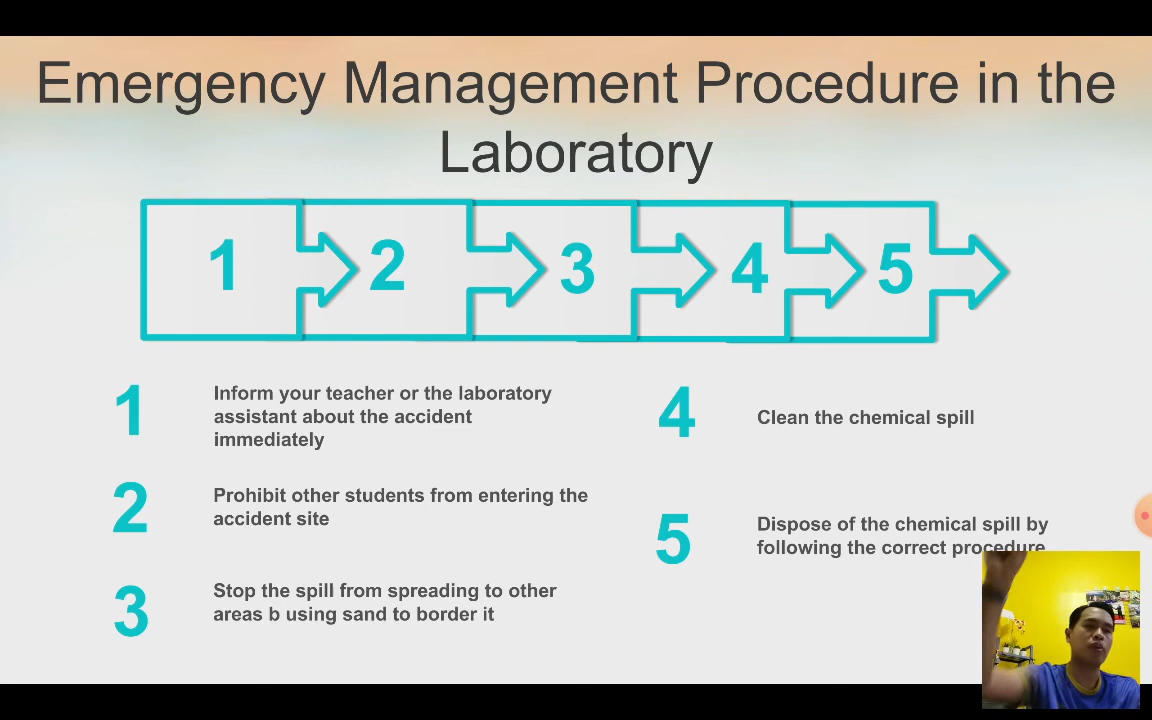 Emergency Management Procedure in the
Laboratory
1
2
3
4
5
1
Inform your teacher or the laboratory
assistant about the accident
immediately
2
Prohibit other students from entering the
accident site
3
Stop the spill from spreading to other
areas b using sand to border it
4
Clean the chemical spill
5
Dispose of the chemical spill by
following the correct procedure